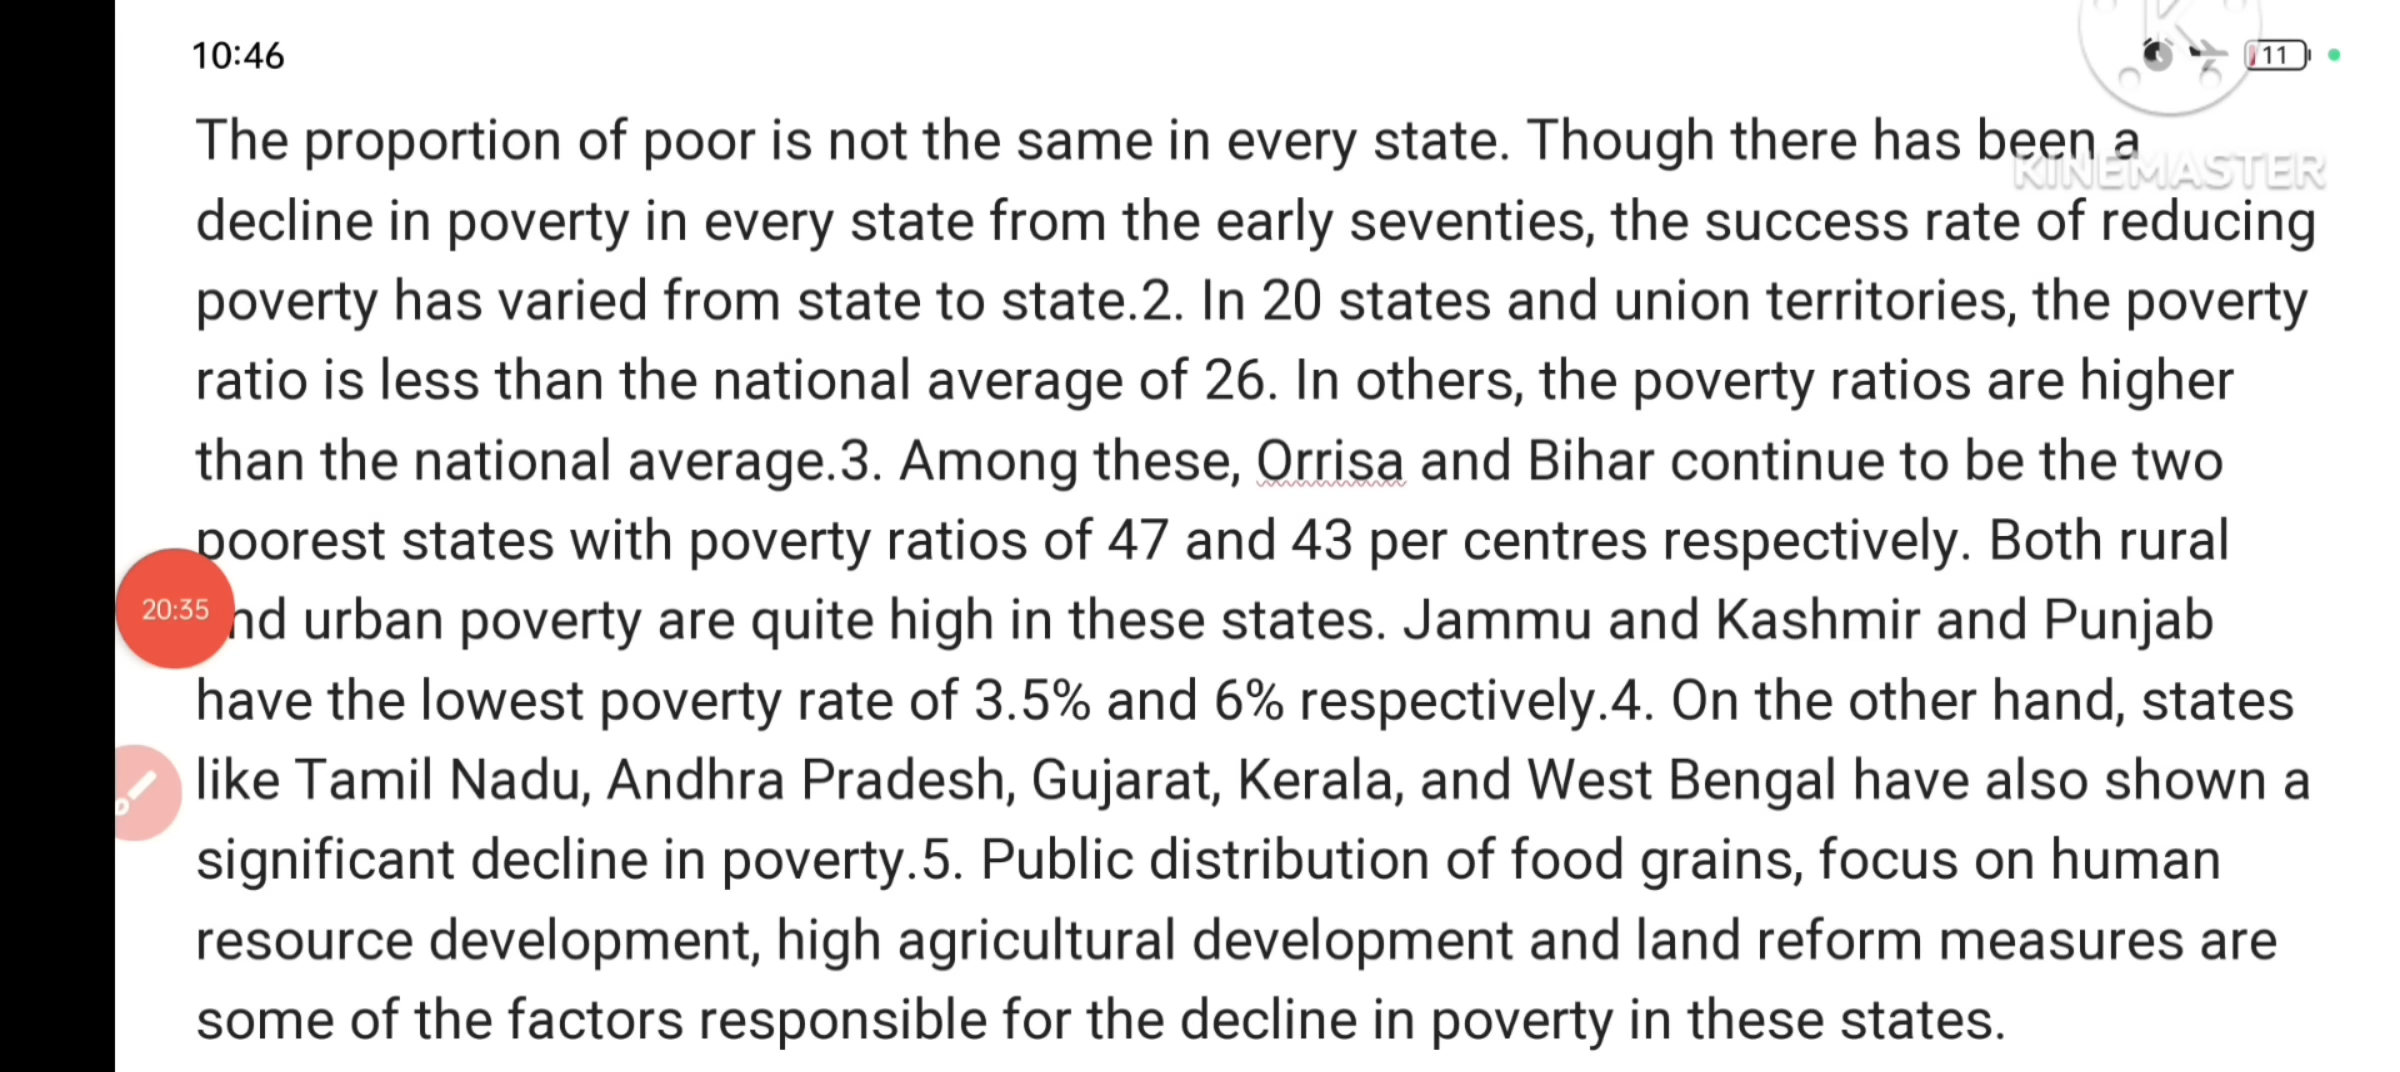 10:46
11
The proportion of poor is not the same in every state. Though there has been a
KINEMASTER
decline in poverty in every state from the early seventies, the success rate of reducing
poverty has varied from state to state.2. In 20 states and union territories, the poverty
ratio is less than the national average of 26. In others, the poverty ratios are higher
than the national average.3. Among these, Orrisa and Bihar continue to be the two
poorest states with poverty ratios of 47 and 43 per centres respectively. Both rural
20:35
nd urban poverty are quite high in these states. Jammu and Kashmir and Punjab
have the lowest poverty rate of 3.5% and 6% respectively.4. On the other hand, states
like Tamil Nadu, Andhra Pradesh, Gujarat, Kerala, and West Bengal have also shown a
significant decline in poverty.5. Public distribution of food grains, focus on human
resource development, high agricultural development and land reform measures are
some of the factors responsible for the decline in poverty in these states.